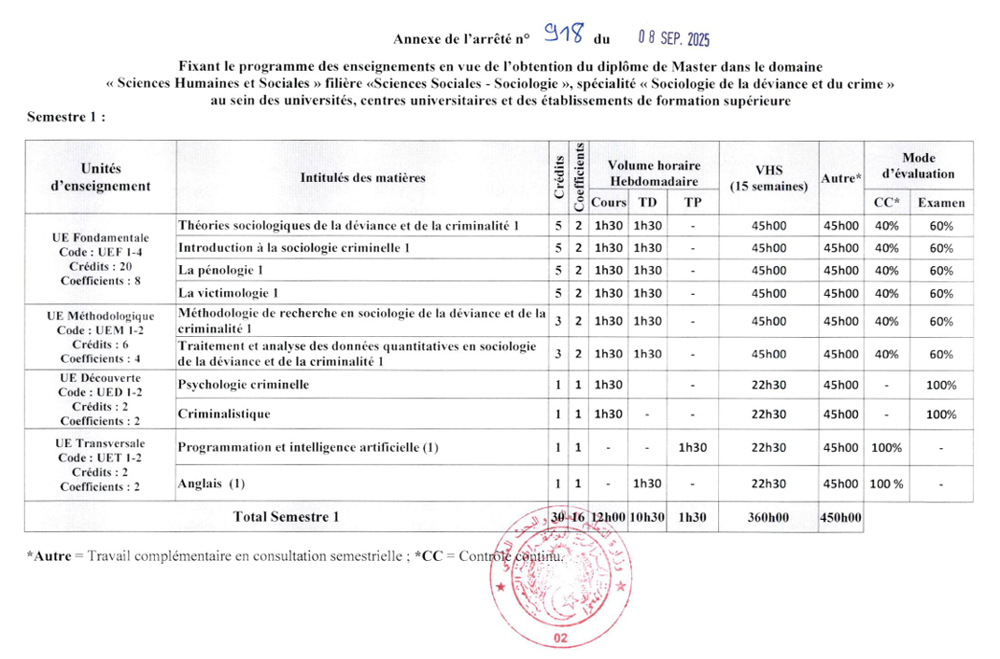 Annexe de l'arrêté n° 918 du 08 SEP. 2025
Fixant le programme des enseignements en vue de l'obtention du diplôme de Master dans le domaine
« Sciences Humaines et Sociales » filière «Sciences Sociales - Sociologie », spécialité « Sociologie de la déviance et du crime »
au sein des universités, centres universitaires et des établissements de formation supérieure
Semestre 1 :
Unités d'enseignement | Intitulés des matières | Crédits | Coefficients | Volume horaire Hebdomadaire | VHS (15 semaines) | Autre* | Mode d'évaluation
Cours | TD | TP | CC* | Examen
UE Fondamentale
Code : UEF 1-4
Crédits : 20
Coefficients : 8
Théories sociologiques de la déviance et de la criminalité 1 | 5 | 2 | 1h30 | 1h30 | - | 45h00 | 45h00 | 40% | 60%
Introduction à la sociologie criminelle 1 | 5 | 2 | 1h30 | 1h30 | - | 45h00 | 45h00 | 40% | 60%
La pénologie 1 | 5 | 2 | 1h30 | 1h30 | - | 45h00 | 45h00 | 40% | 60%
La victimologie 1 | 5 | 2 | 1h30 | 1h30 | - | 45h00 | 45h00 | 40% | 60%
UE Méthodologique
Code : UEM 1-2
Crédits : 6
Coefficients : 4
Méthodologie de recherche en sociologie de la déviance et de la
criminalité 1 | 3 | 2 | 1h30 | 1h30 | - | 45h00 | 45h00 | 40% | 60%
Traitement et analyse des données quantitatives en sociologie
de la déviance et de la criminalité 1 | 3 | 2 | 1h30 | 1h30 | - | 45h00 | 45h00 | 40% | 60%
UE Découverte
Code : UED 1-2
Crédits : 2
Coefficients : 2
Psychologie criminelle | 1 | 1 | 1h30 | | - | 22h30 | 45h00 | - | 100%
Criminalistique | 1 | 1 | 1h30 | - | - | 22h30 | 45h00 | - | 100%
UE Transversale
Code : UET 1-2
Crédits : 2
Coefficients : 2
Programmation et intelligence artificielle (1) | 1 | 1 | - | - | 1h30 | 22h30 | 45h00 | 100% | -
Anglais (1) | 1 | 1 | - | 1h30 | - | 22h30 | 45h00 | 100 % | -
Total Semestre 1 | 30 | 16 | 12h00 | 10h30 | 1h30 | 360h00 | 450h00
*Autre = Travail complémentaire en consultation semestrielle ; *CC = Contrôle continu.
02